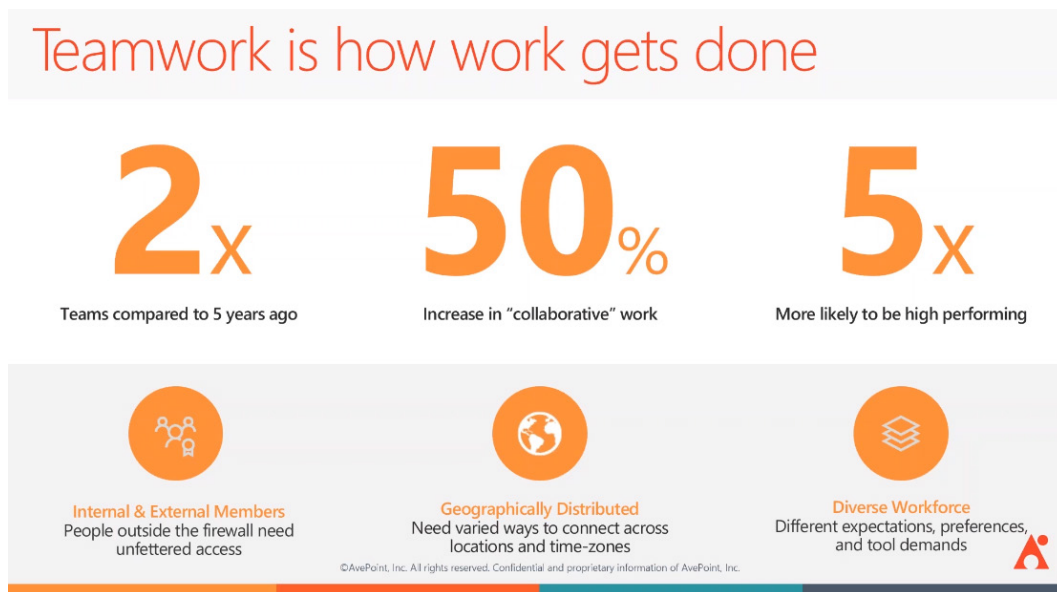 Teamwork is how work gets done
2x
Teams compared to 5 years ago
50%
Increase in “collaborative” work
5x
More likely to be high performing
Internal & External Members
People outside the firewall need
unfettered access
Geographically Distributed
Need varied ways to connect across
locations and time-zones
Diverse Workforce
Different expectations, preferences,
and tool demands
©AvePoint, Inc. All rights reserved. Confidential and proprietary information of AvePoint, Inc.